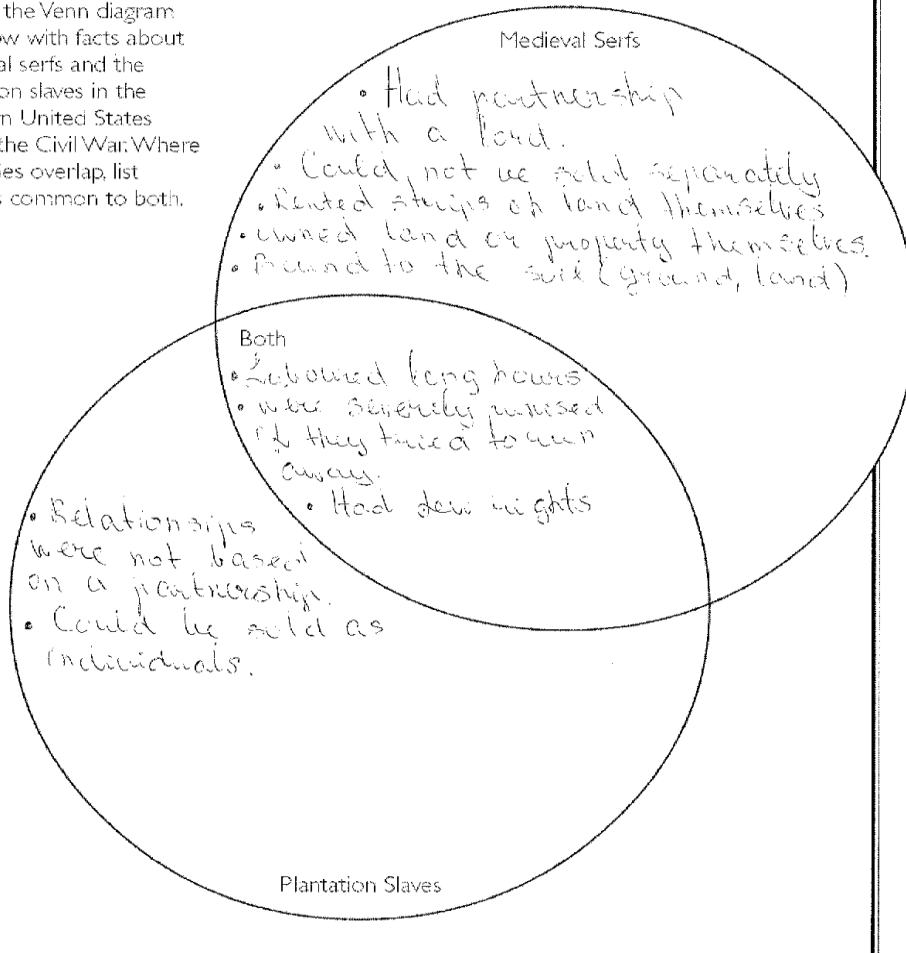 the Venn diagram
ow with facts about
al serfs and the
on slaves in the
n United States
the Civil War. Where
es overlap, list
s common to both.
Medieval Serfs
• Had partnership
with a lord.
• Could not be sold separately
• Rented strips of land themselves
• owned land or property themselves.
• Bound to the soil (ground, land)
Both
• Laboured long hours
• were severely punised
if they tried to run
away.
• Had few rights
• Relationsips
were not based
on a partnership.
• Could be sold as
individuals.
Plantation Slaves